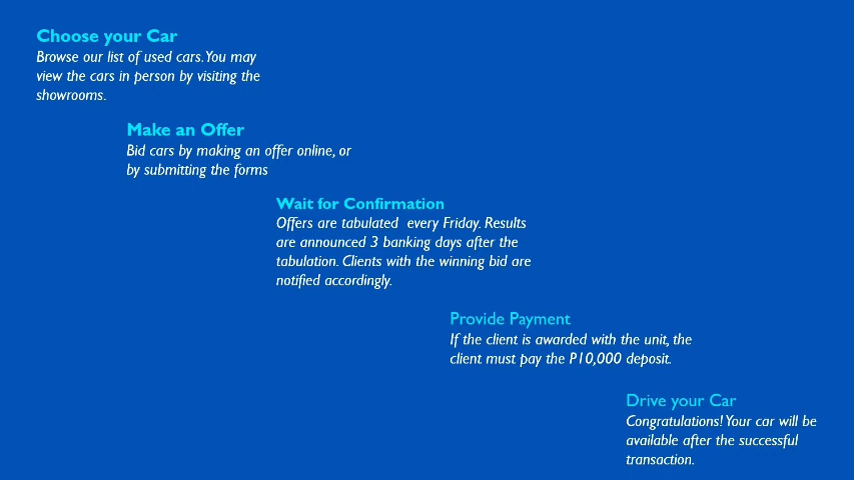 Choose your Car
Browse our list of used cars. You may
view the cars in person by visiting the
showrooms.
Make an Offer
Bid cars by making an offer online, or
by submitting the forms
Wait for Confirmation
Offers are tabulated  every Friday. Results
are announced 3 banking days after the
tabulation. Clients with the winning bid are
notified accordingly.
Provide Payment
If the client is awarded with the unit, the
client must pay the P10,000 deposit.
Drive your Car
Congratulations! Your car will be
available after the successful
transaction.